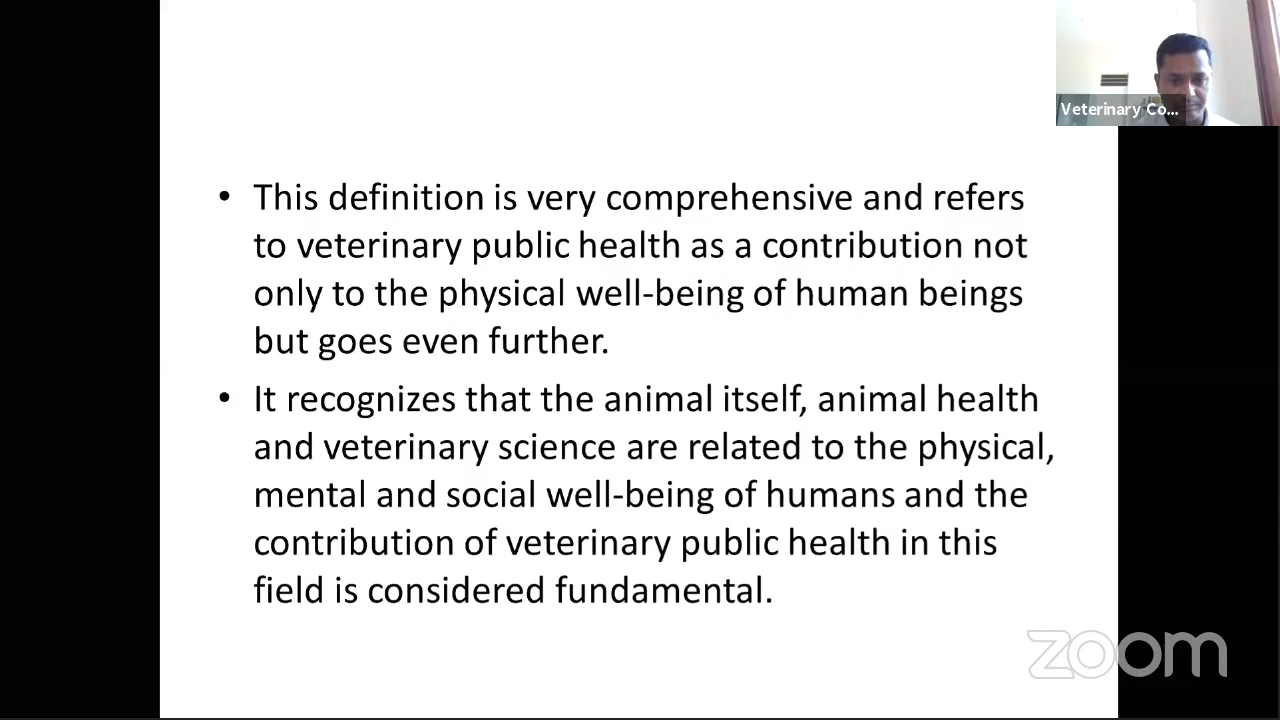 Veterinary Co...
• This definition is very comprehensive and refers
to veterinary public health as a contribution not
only to the physical well-being of human beings
but goes even further.
• It recognizes that the animal itself, animal health
and veterinary science are related to the physical,
mental and social well-being of humans and the
contribution of veterinary public health in this
field is considered fundamental.
zoom